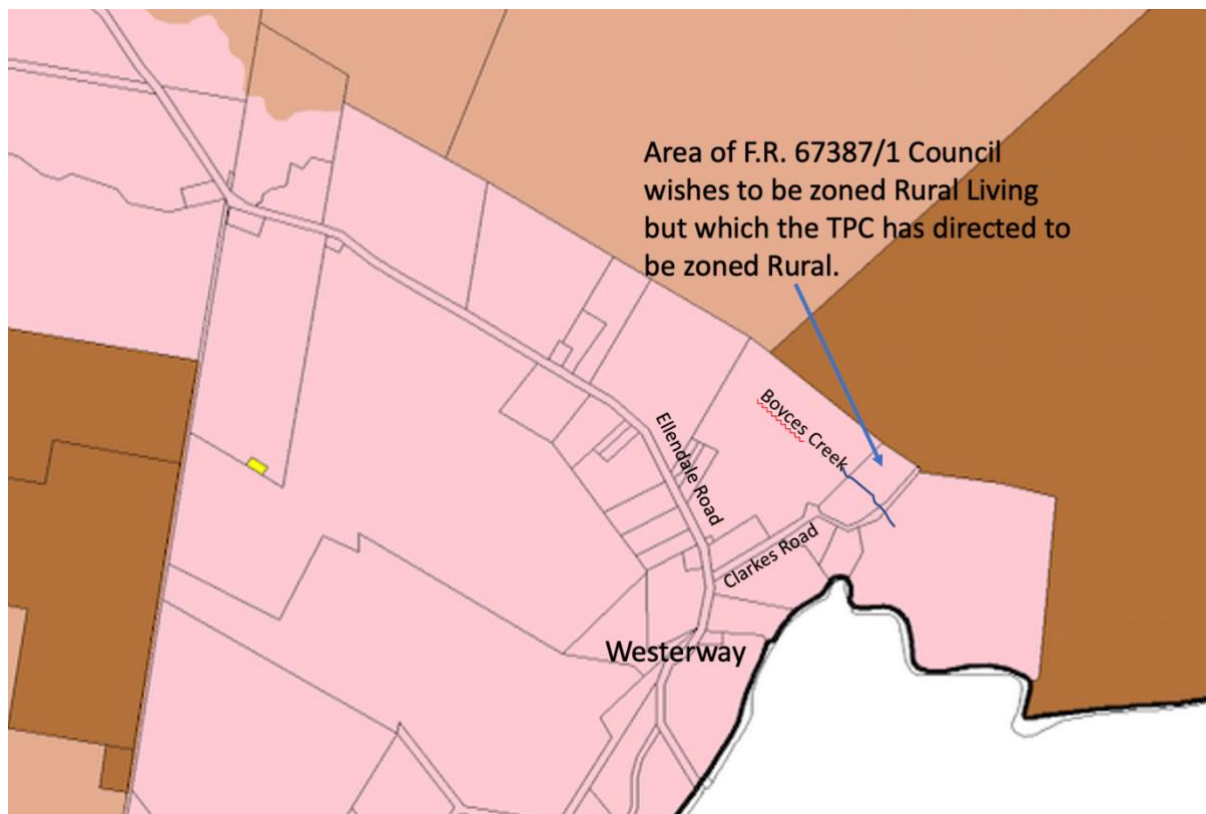 Area of F.R. 67387/1 Council
wishes to be zoned Rural Living
but which the TPC has directed to
be zoned Rural.
Boyces Creek
Ellendale Road
Clarkes Road
Westerway